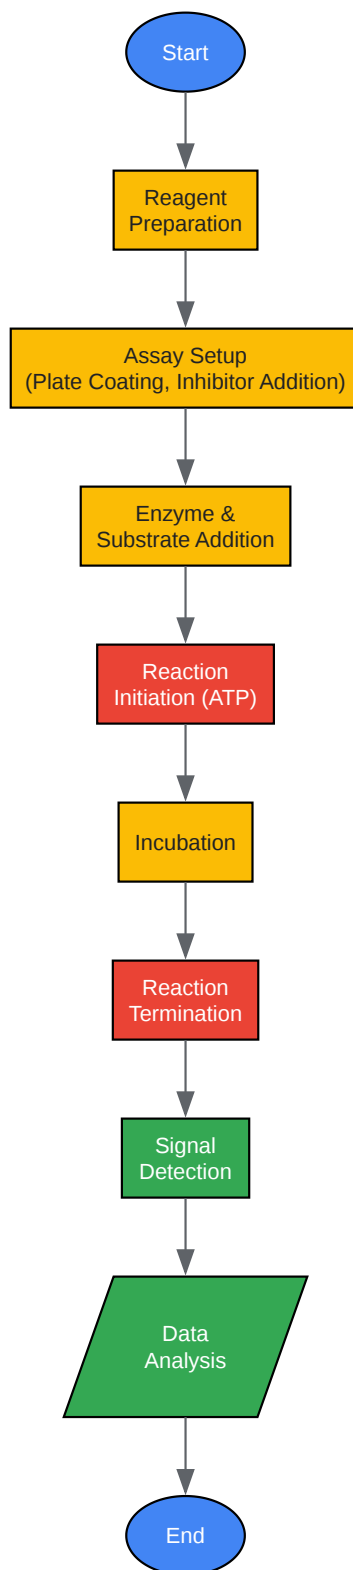 Start
Reagent
Preparation
Assay Setup
(Plate Coating, Inhibitor Addition)
Enzyme &
Substrate Addition
Reaction
Initiation (ATP)
Incubation
Reaction
Termination
Signal
Detection
Data
Analysis
End